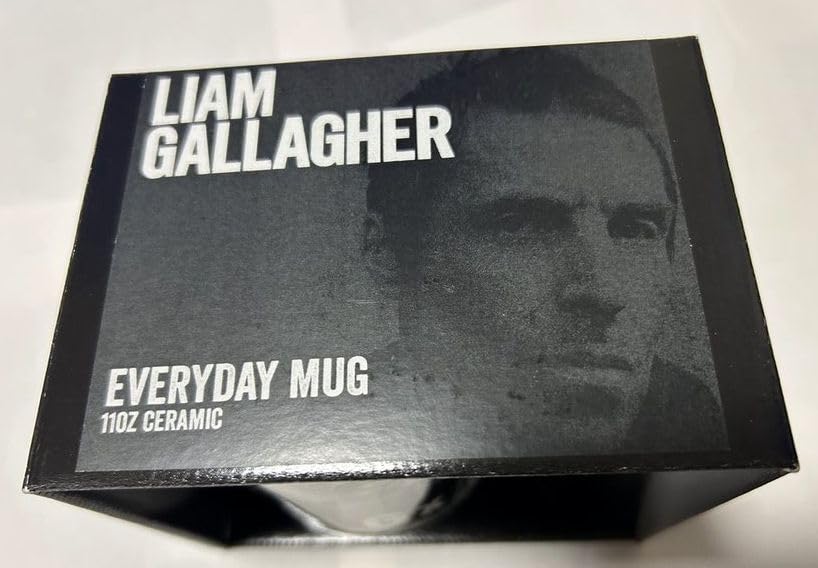 LIAM
GALLAGHER
EVERYDAY MUG
11OZ CERAMIC